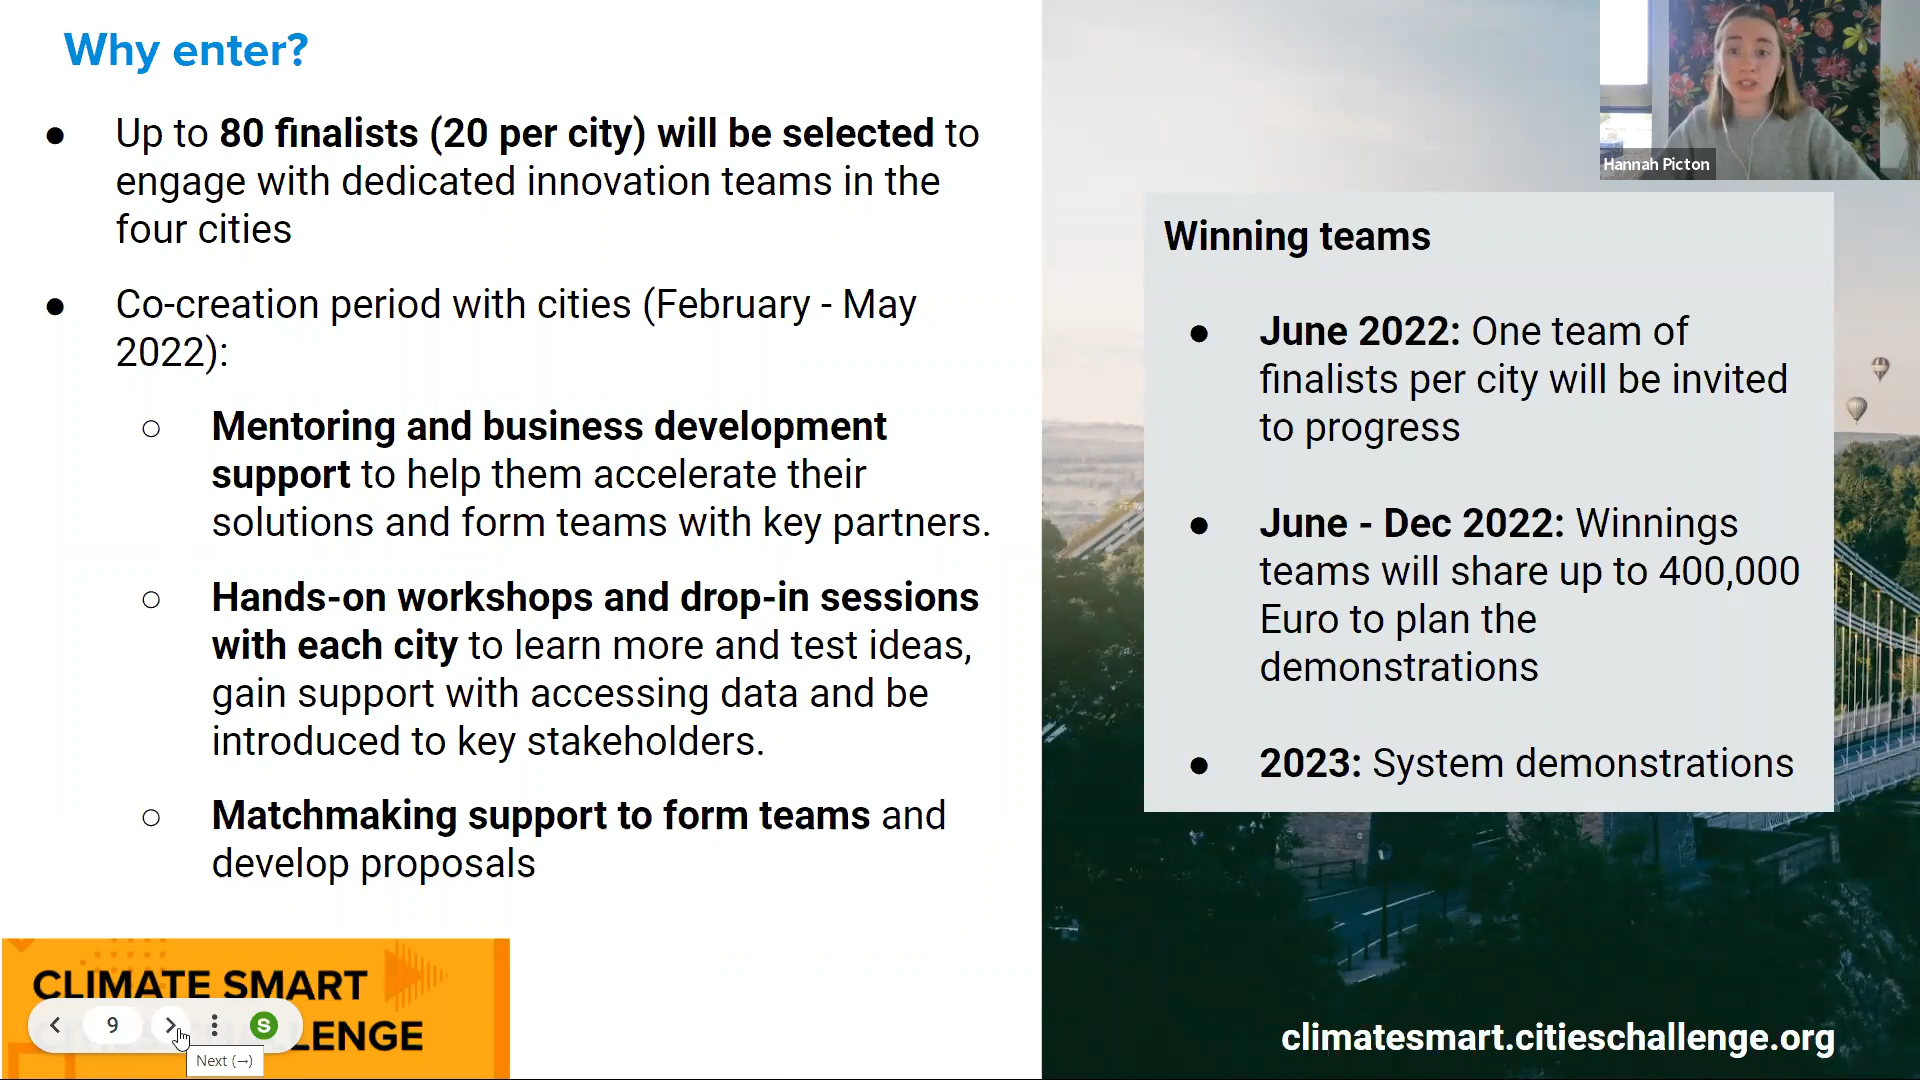 Why enter?
● Up to 80 finalists (20 per city) will be selected to
engage with dedicated innovation teams in the
four cities
● Co-creation period with cities (February - May
2022):
○ Mentoring and business development
support to help them accelerate their
solutions and form teams with key partners.
○ Hands-on workshops and drop-in sessions
with each city to learn more and test ideas,
gain support with accessing data and be
introduced to key stakeholders.
○ Matchmaking support to form teams and
develop proposals
Hannah Picton
Winning teams
● June 2022: One team of
finalists per city will be invited
to progress
● June - Dec 2022: Winnings
teams will share up to 400,000
Euro to plan the
demonstrations
● 2023: System demonstrations
CLIMATE SMART
LENGE
9
S
Next (→)
climatesmart.citieschallenge.org